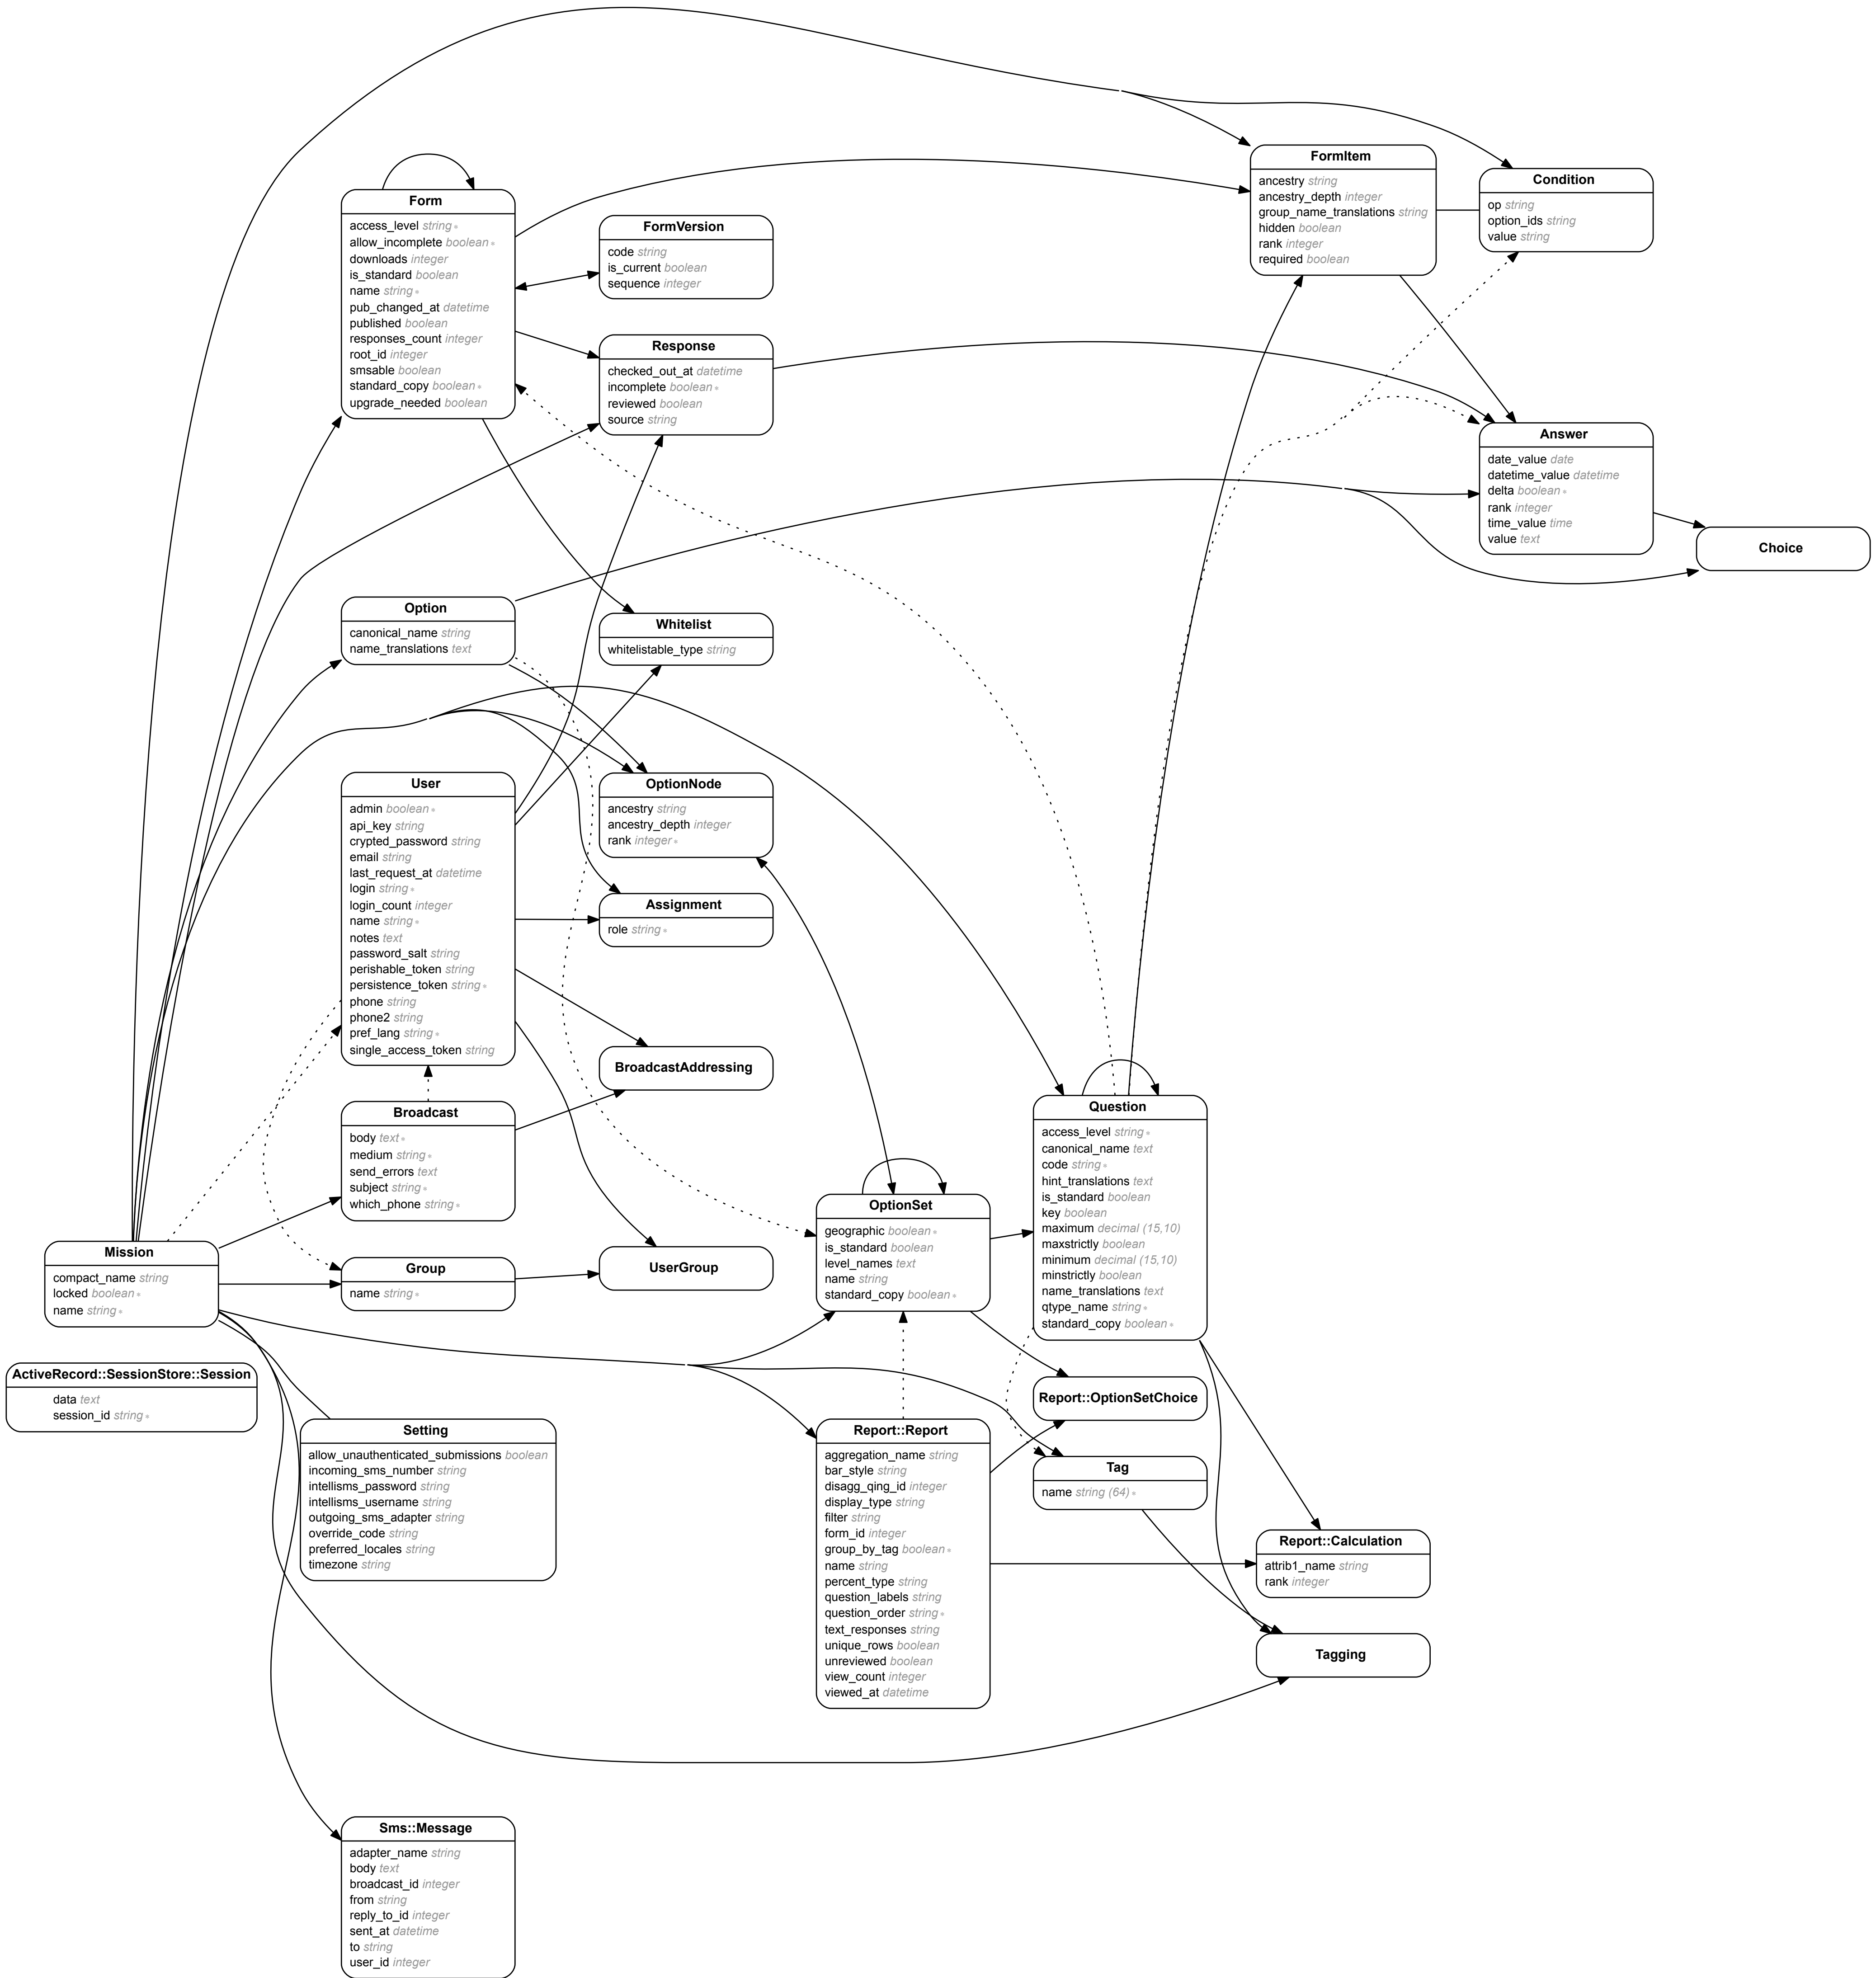 FormItem
ancestry string
ancestry_depth integer
group_name_translations string
hidden boolean
rank integer
required boolean
Condition
op string
option_ids string
value string
Form
access_level string *
allow_incomplete boolean *
downloads integer
is_standard boolean
name string *
pub_changed_at datetime
published boolean
responses_count integer
root_id integer
smsable boolean
standard_copy boolean *
upgrade_needed boolean
FormVersion
code string
is_current boolean
sequence integer
Response
checked_out_at datetime
incomplete boolean *
reviewed boolean
source string
Answer
date_value date
datetime_value datetime
delta boolean *
rank integer
time_value time
value text
Choice
Option
canonical_name string
name_translations text
Whitelist
whitelistable_type string
User
admin boolean *
api_key string
crypted_password string
email string
last_request_at datetime
login string *
login_count integer
name string *
notes text
password_salt string
perishable_token string
persistence_token string *
phone string
phone2 string
pref_lang string *
single_access_token string
OptionNode
ancestry string
ancestry_depth integer
rank integer *
Assignment
role string *
BroadcastAddressing
Broadcast
body text *
medium string *
send_errors text
subject string *
which_phone string *
Question
access_level string *
canonical_name text
code string *
hint_translations text
is_standard boolean
key boolean
maximum decimal (15,10)
maxstrictly boolean
minimum decimal (15,10)
minstrictly boolean
name_translations text
qtype_name string *
standard_copy boolean *
OptionSet
geographic boolean *
is_standard boolean
level_names text
name string
standard_copy boolean *
Mission
compact_name string
locked boolean *
name string *
Group
name string *
UserGroup
ActiveRecord::SessionStore::Session
data text
session_id string *
Report::OptionSetChoice
Setting
allow_unauthenticated_submissions boolean
incoming_sms_number string
intellisms_password string
intellisms_username string
outgoing_sms_adapter string
override_code string
preferred_locales string
timezone string
Report::Report
aggregation_name string
bar_style string
disagg_qing_id integer
display_type string
filter string
form_id integer
group_by_tag boolean *
name string
percent_type string
question_labels string
question_order string *
text_responses string
unique_rows boolean
unreviewed boolean
view_count integer
viewed_at datetime
Tag
name string (64) *
Report::Calculation
attrib1_name string
rank integer
Tagging
Sms::Message
adapter_name string
body text
broadcast_id integer
from string
reply_to_id integer
sent_at datetime
to string
user_id integer